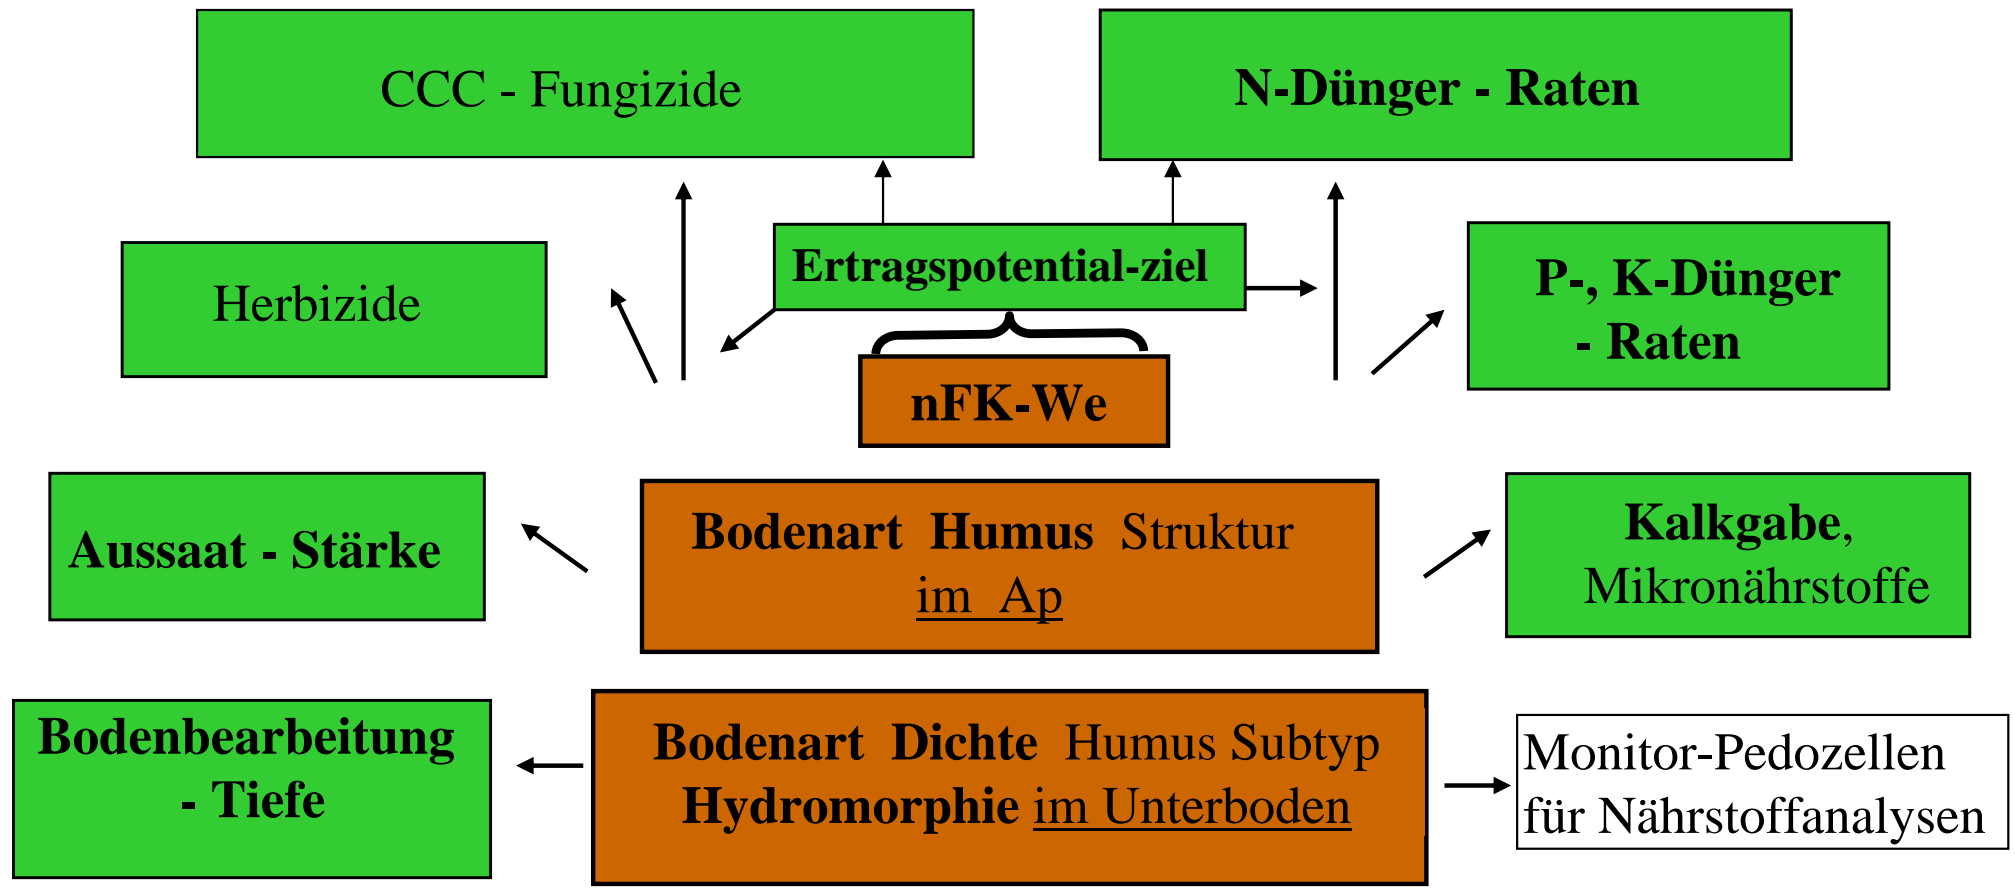 CCC - Fungizide
N-Dünger - Raten
Ertragspotential-ziel
Herbizide
P-, K-Dünger
- Raten
nFK-We
Aussaat - Stärke
Bodenart Humus Struktur
im Ap
Kalkgabe,
Mikronährstoffe
Bodenbearbeitung
- Tiefe
Bodenart Dichte Humus Subtyp
Hydromorphie im Unterboden
Monitor-Pedozellen
für Nährstoffanalysen